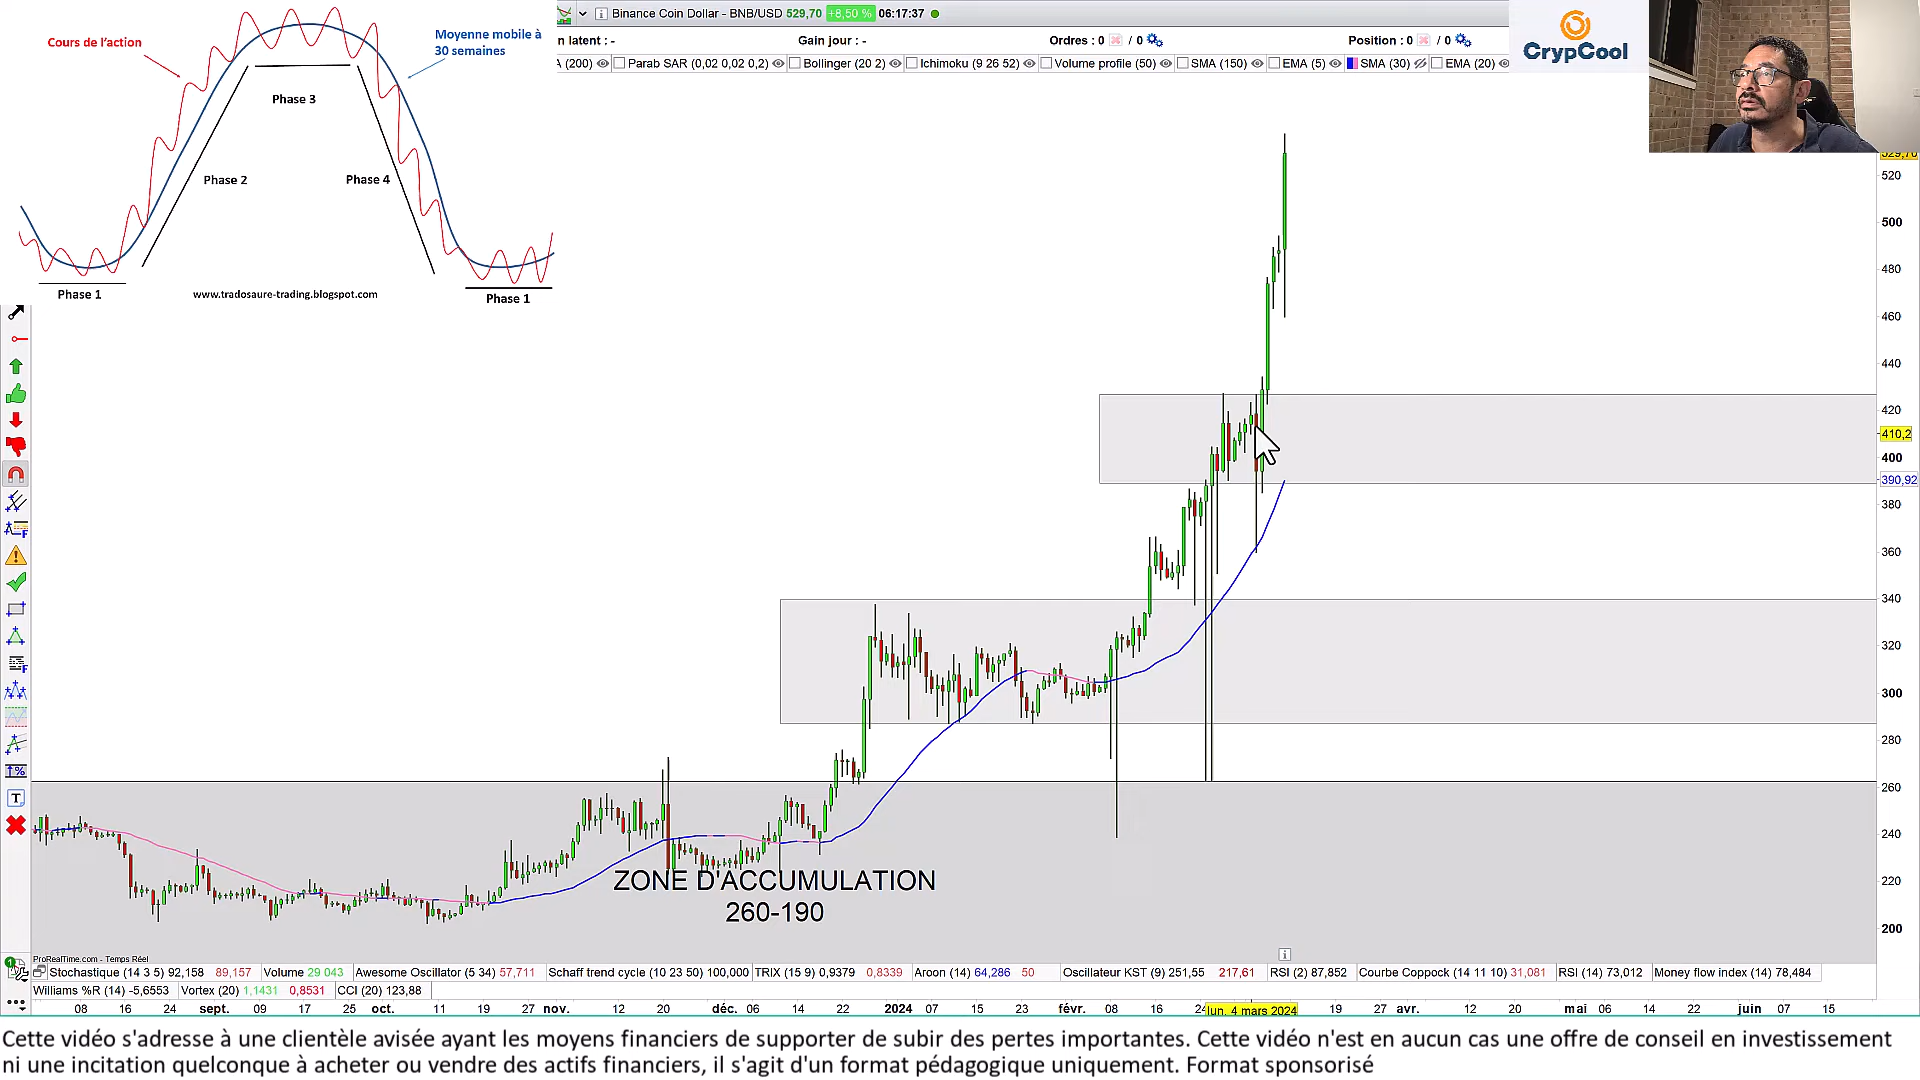 Cours de l'action
Moyenne mobile à
30 semaines
Phase 3
Phase 2
Phase 4
Phase 1
www.tradosaure-trading.blogspot.com
Phase 1
Binance Coin Dollar - BNB/USD 529,70 +8,50 % 06:17:37
n latent : -
Gain jour : -
Ordres : 0 / 0
Position : 0 / 0
A (200) Parab SAR (0,02 0,02 0,2) Bollinger (20 2) Ichimoku (9 26 52) Volume profile (50) SMA (150) EMA (5) SMA (30) EMA (20)
CrypCool
529,70
520
500
480
460
440
420
410,2
400
390,92
380
360
340
320
300
280
260
240
220
200
ZONE D'ACCUMULATION
260-190
ProRealTime.com - Temps Réel
Stochastique (14 3 5) 92,158 89,157 Volume 29 043 Awesome Oscillator (5 34) 57,711 Schaff trend cycle (10 23 50) 100,000 TRIX (15 9) 0,9379 0,8339 Aroon (14) 64,286 50 Oscillateur KST (9) 251,55 217,61 RSI (2) 87,852 Courbe Coppock (14 11 10) 31,081 RSI (14) 73,012 Money flow index (14) 78,484
Williams %R (14) -5,6553 Vortex (20) 1,1431 0,8531 CCI (20) 123,88
08 16 24 sept. 09 17 25 oct. 11 19 27 nov. 12 20 déc. 06 14 22 2024 07 15 23 févr. 08 16 24 lun. 4 mars 2024 19 27 avr. 12 20 mai 06 14 22 juin 07 15
Cette vidéo s'adresse à une clientèle avisée ayant les moyens financiers de supporter de subir des pertes importantes. Cette vidéo n'est en aucun cas une offre de conseil en investissement
ni une incitation quelconque à acheter ou vendre des actifs financiers, il s'agit d'un format pédagogique uniquement. Format sponsorisé